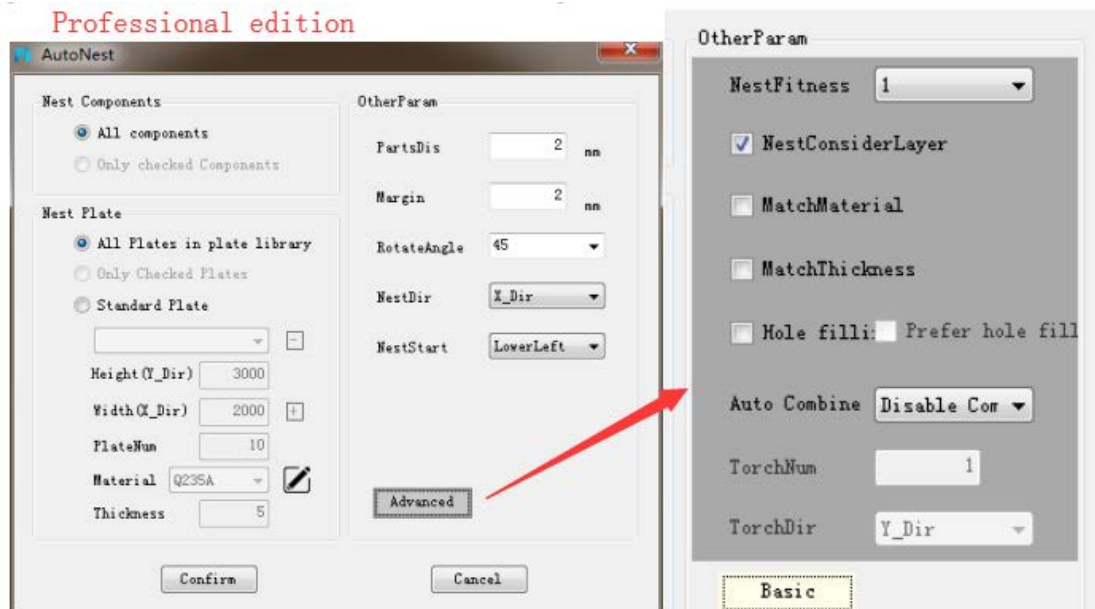 Professional edition
AutoNest
Nest Components
All components
Only checked Components
Nest Plate
All Plates in plate library
Only Checked Plates
Standard Plate
Height(Y_Dir) 3000
Width(X_Dir) 2000
PlateNum 10
Material Q235A
Thickness 5
OtherParam
PartsDis 2 mm
Margin 2 mm
RotateAngle 45
NestDir X_Dir
NestStart LowerLeft
Advanced
Confirm Cancel
OtherParam
NestFitness 1
NestConsiderLayer
MatchMaterial
MatchThickness
Hole filli Prefer hole fill
Auto Combine Disable Com
TorchNum 1
TorchDir Y_Dir
Basic